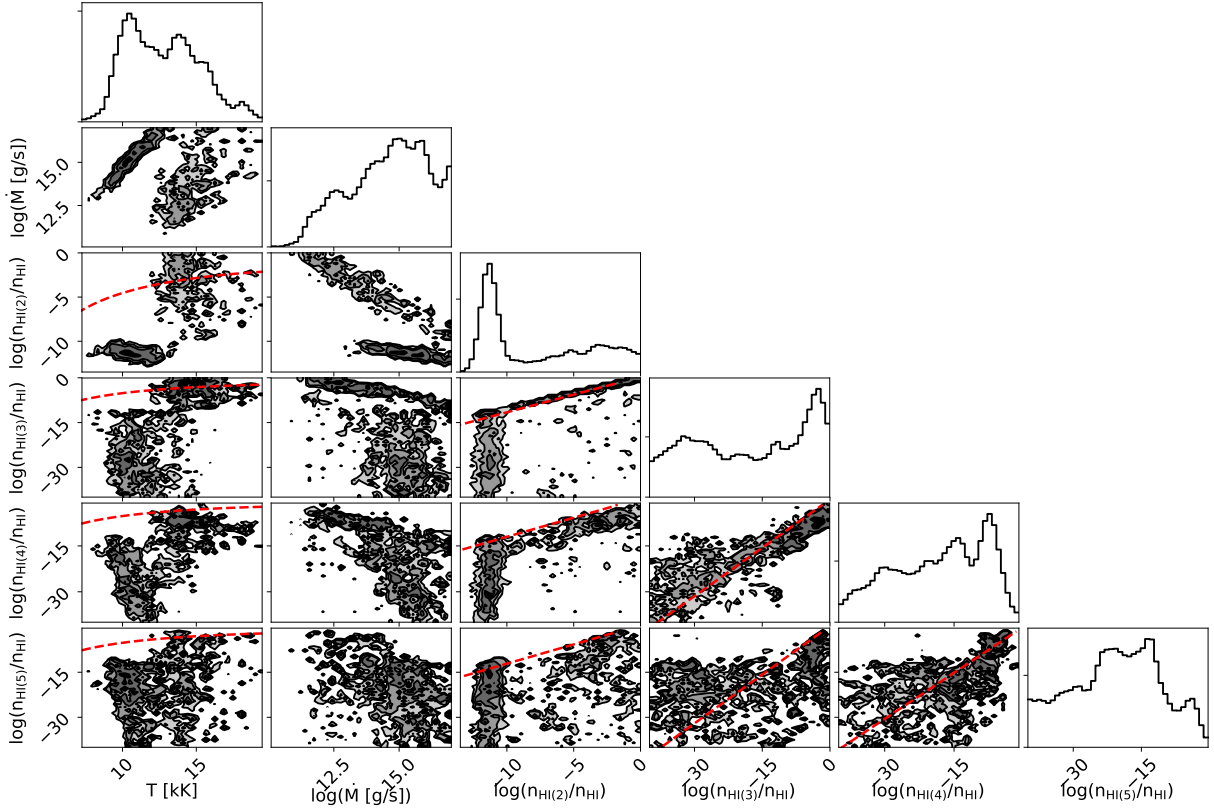 log(Ṁ [g/s])
15.0
12.5
log(n_HI(2)/n_HI)
0
−5
−10
log(n_HI(3)/n_HI)
0
−15
−30
log(n_HI(4)/n_HI)
−15
−30
log(n_HI(5)/n_HI)
−15
−30
10 15
T [kK]
12.5 15.0
log(Ṁ [g/s])
−10 −5 0
log(n_HI(2)/n_HI)
−30 −15 0
log(n_HI(3)/n_HI)
−30 −15
log(n_HI(4)/n_HI)
−30 −15
log(n_HI(5)/n_HI)